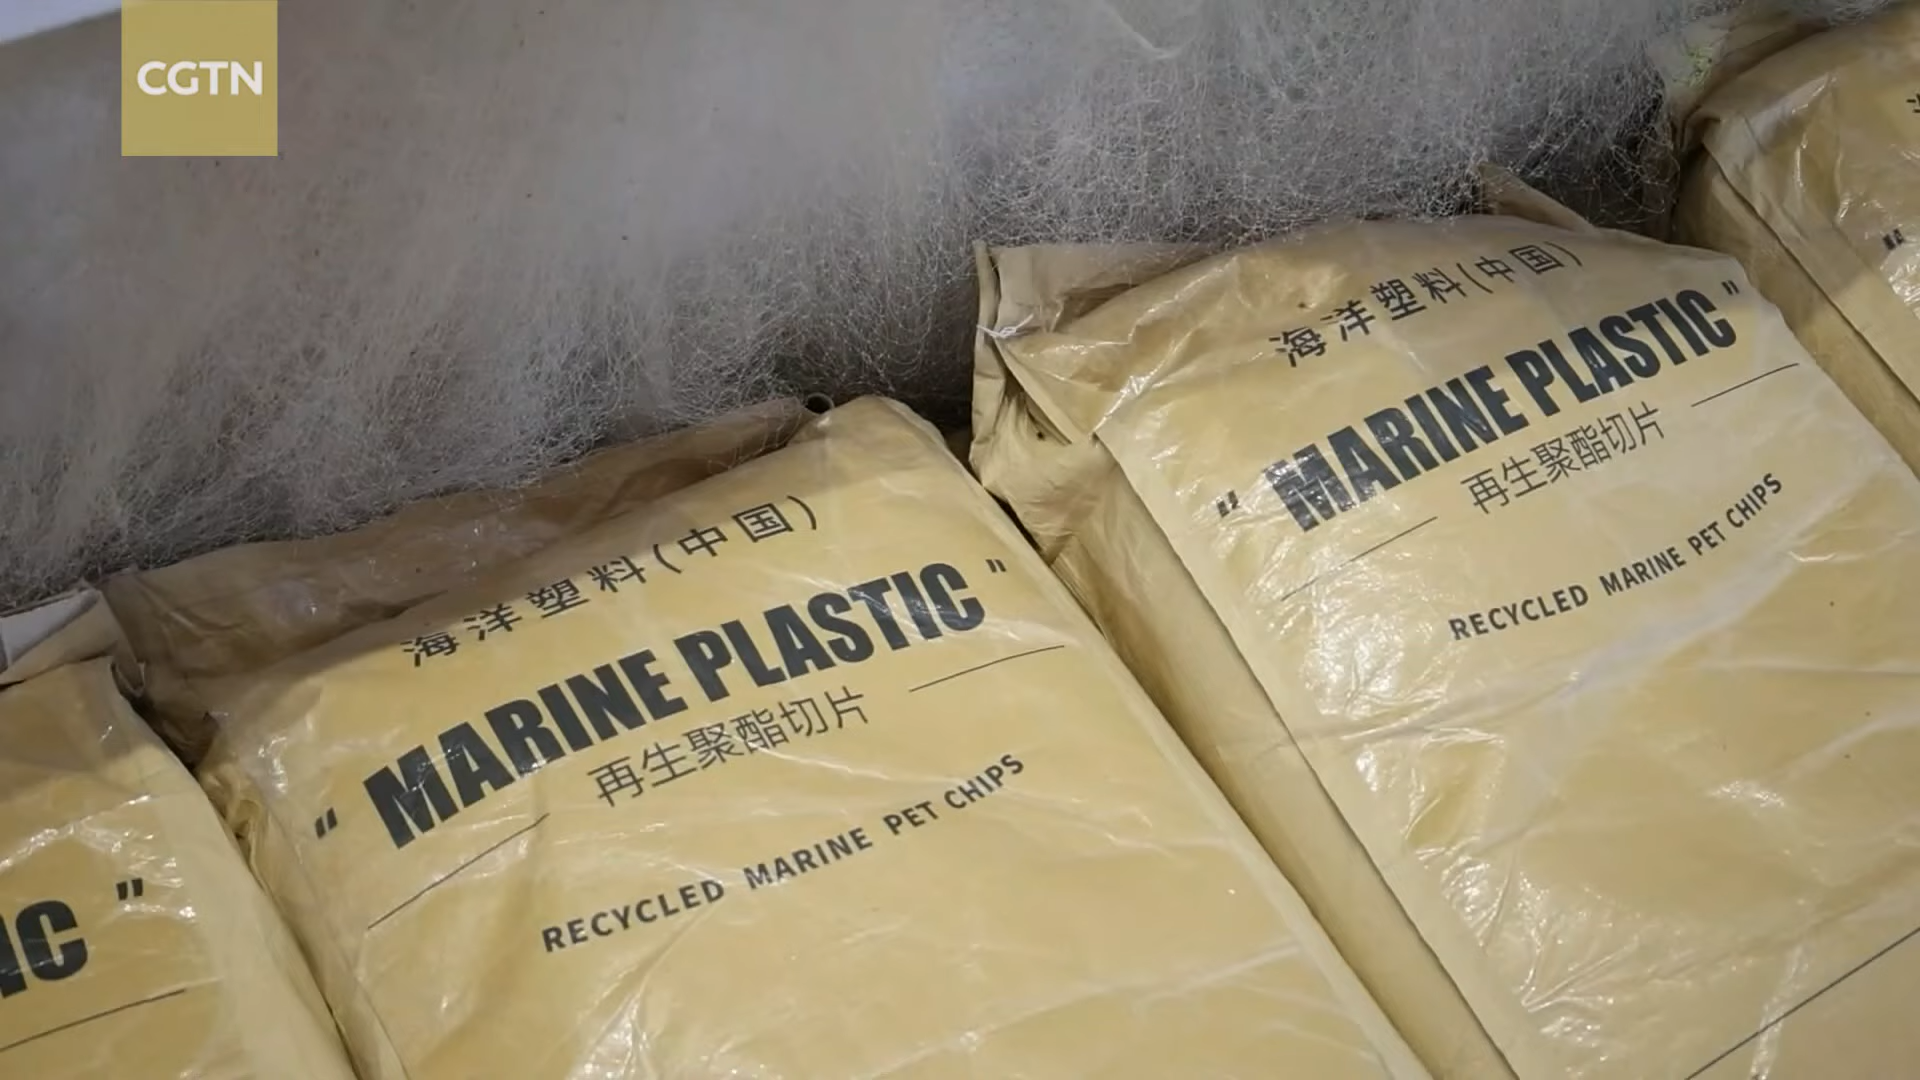 CGTN
海洋塑料(中国)
" MARINE PLASTIC "
再生聚酯切片
RECYCLED MARINE PET CHIPS
海洋塑料(中国)
" MARINE PLASTIC "
再生聚酯切片
RECYCLED MARINE PET CHIPS
IC "